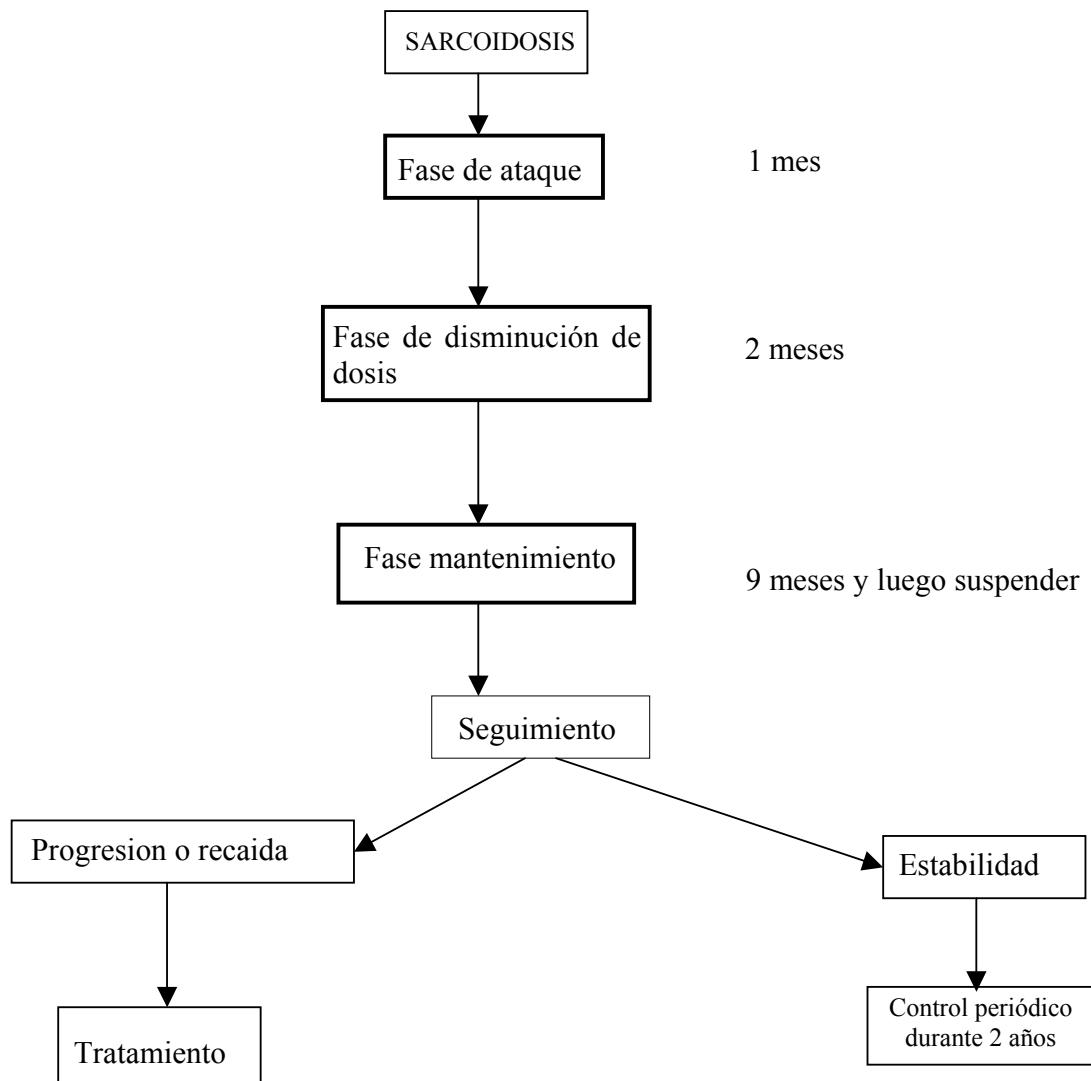 SARCOIDOSIS
Fase de ataque
1 mes
Fase de disminución de
dosis
2 meses
Fase mantenimiento
9 meses y luego suspender
Seguimiento
Progresion o recaida
Estabilidad
Control periódico
durante 2 años
Tratamiento